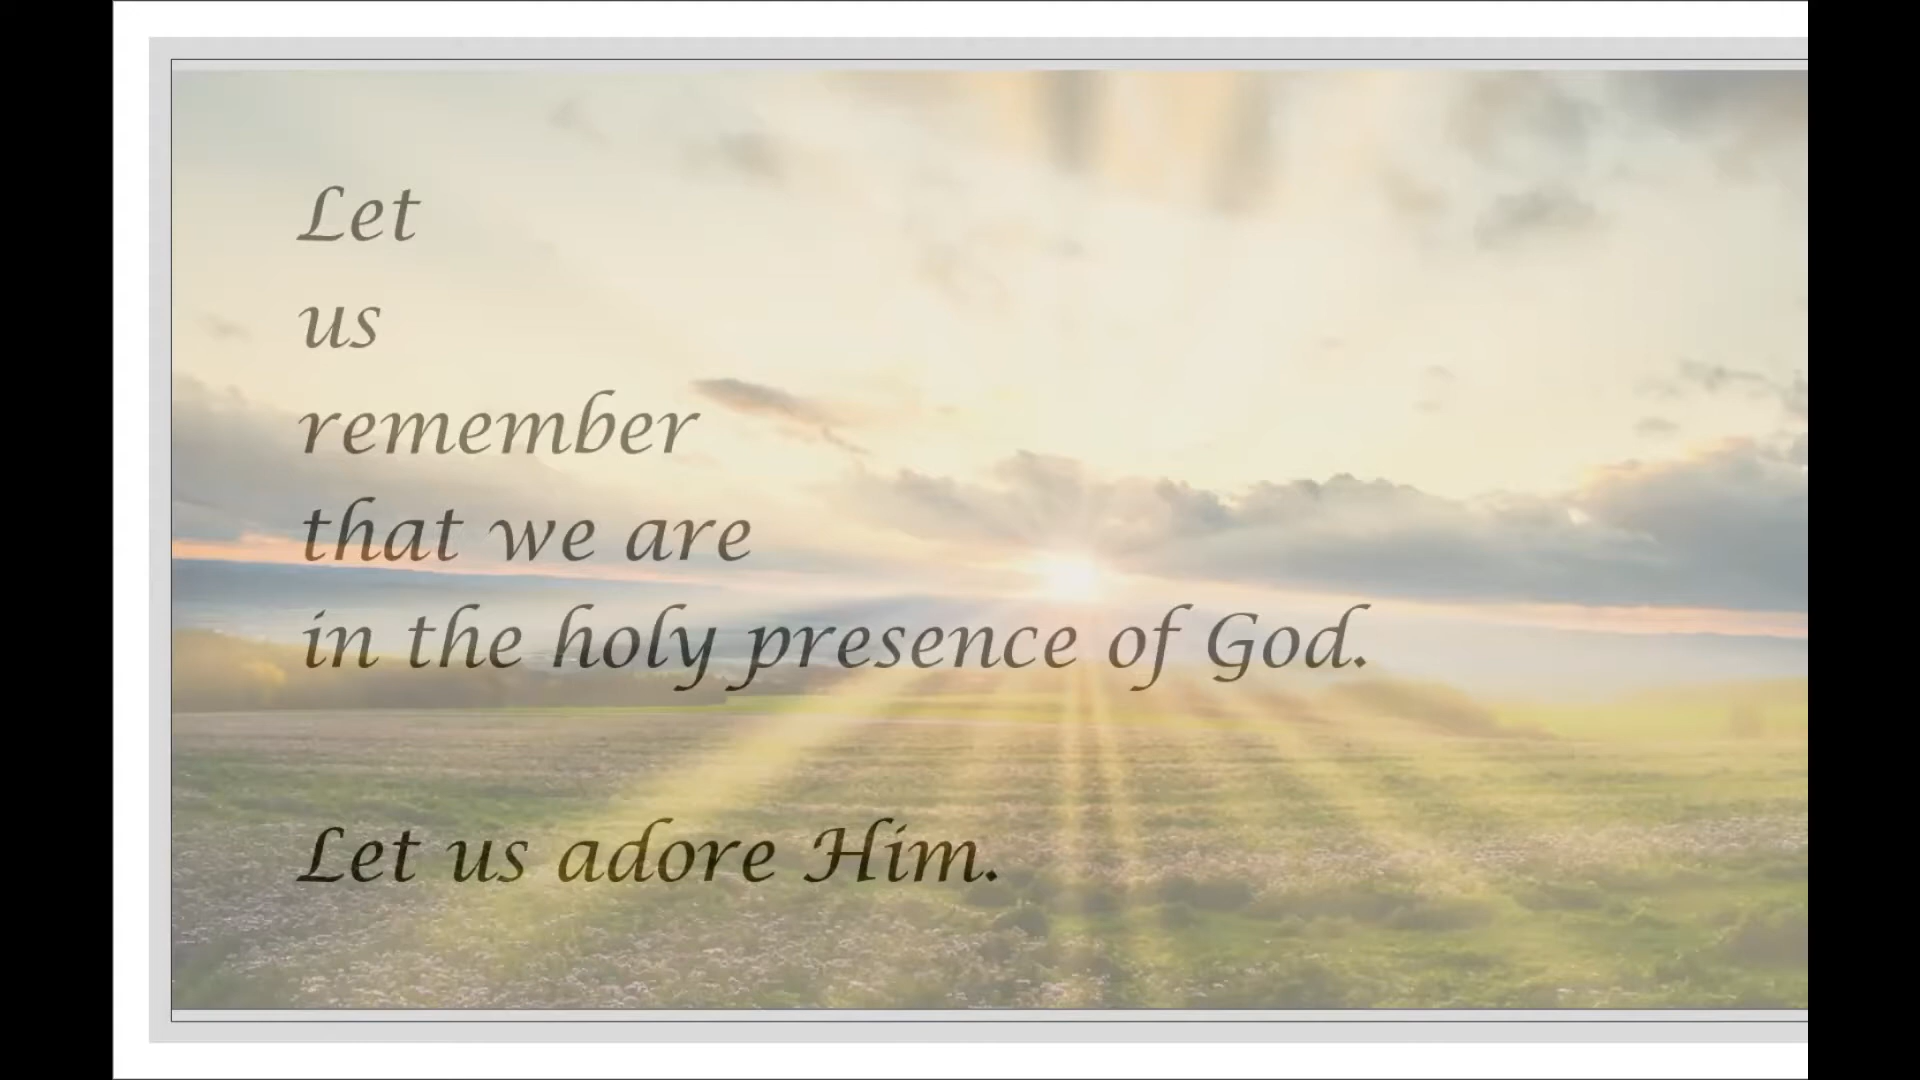 Let
us
remember
that we are
in the holy presence of God.
Let us adore Him.